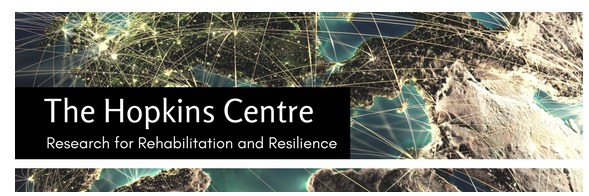 The Hopkins Centre
Research for Rehabilitation and Resilience